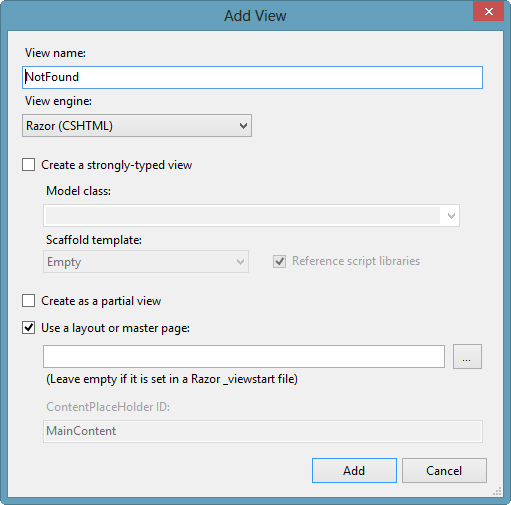 Add View
View name:
NotFound
View engine:
Razor (CSHTML)
Create a strongly-typed view
Model class:
Scaffold template:
Empty
Reference script libraries
Create as a partial view
Use a layout or master page:
...
(Leave empty if it is set in a Razor _viewstart file)
ContentPlaceHolder ID:
MainContent
Add
Cancel